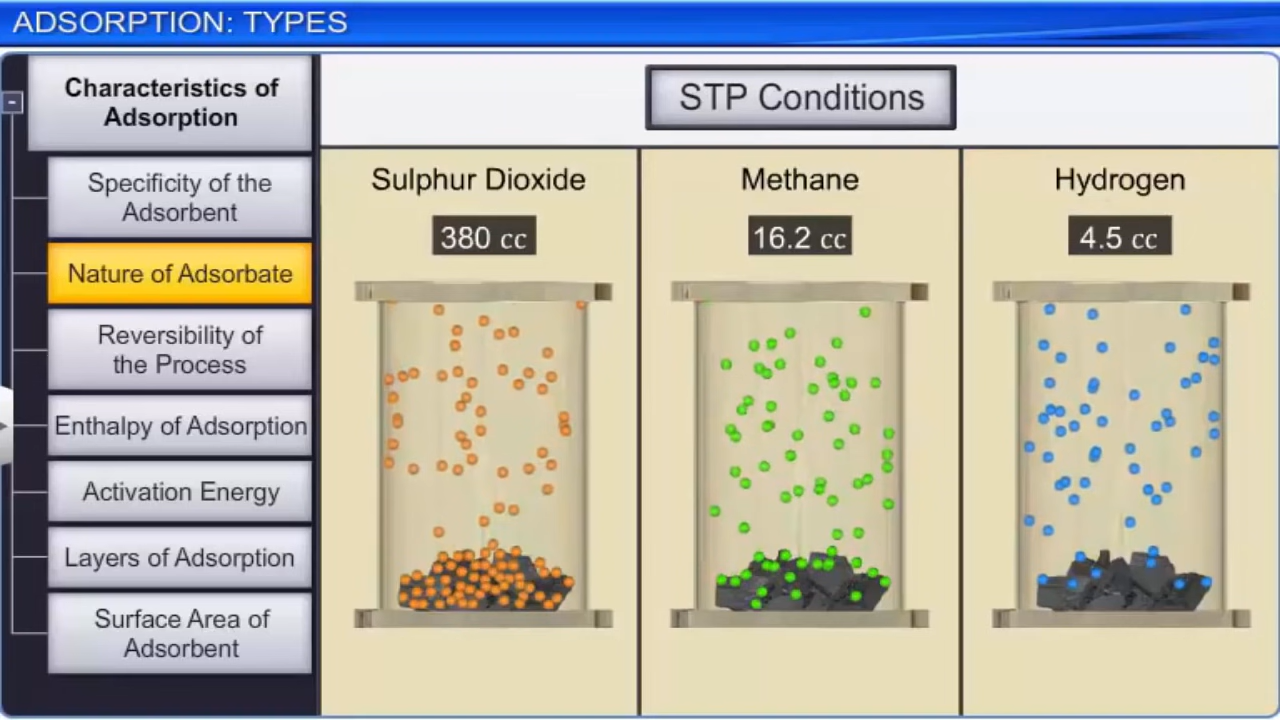 ADSORPTION: TYPES
-
Characteristics of
Adsorption
Specificity of the
Adsorbent
Nature of Adsorbate
Reversibility of
the Process
Enthalpy of Adsorption
Activation Energy
Layers of Adsorption
Surface Area of
Adsorbent
STP Conditions
Sulphur Dioxide
380 cc
Methane
16.2 cc
Hydrogen
4.5 cc